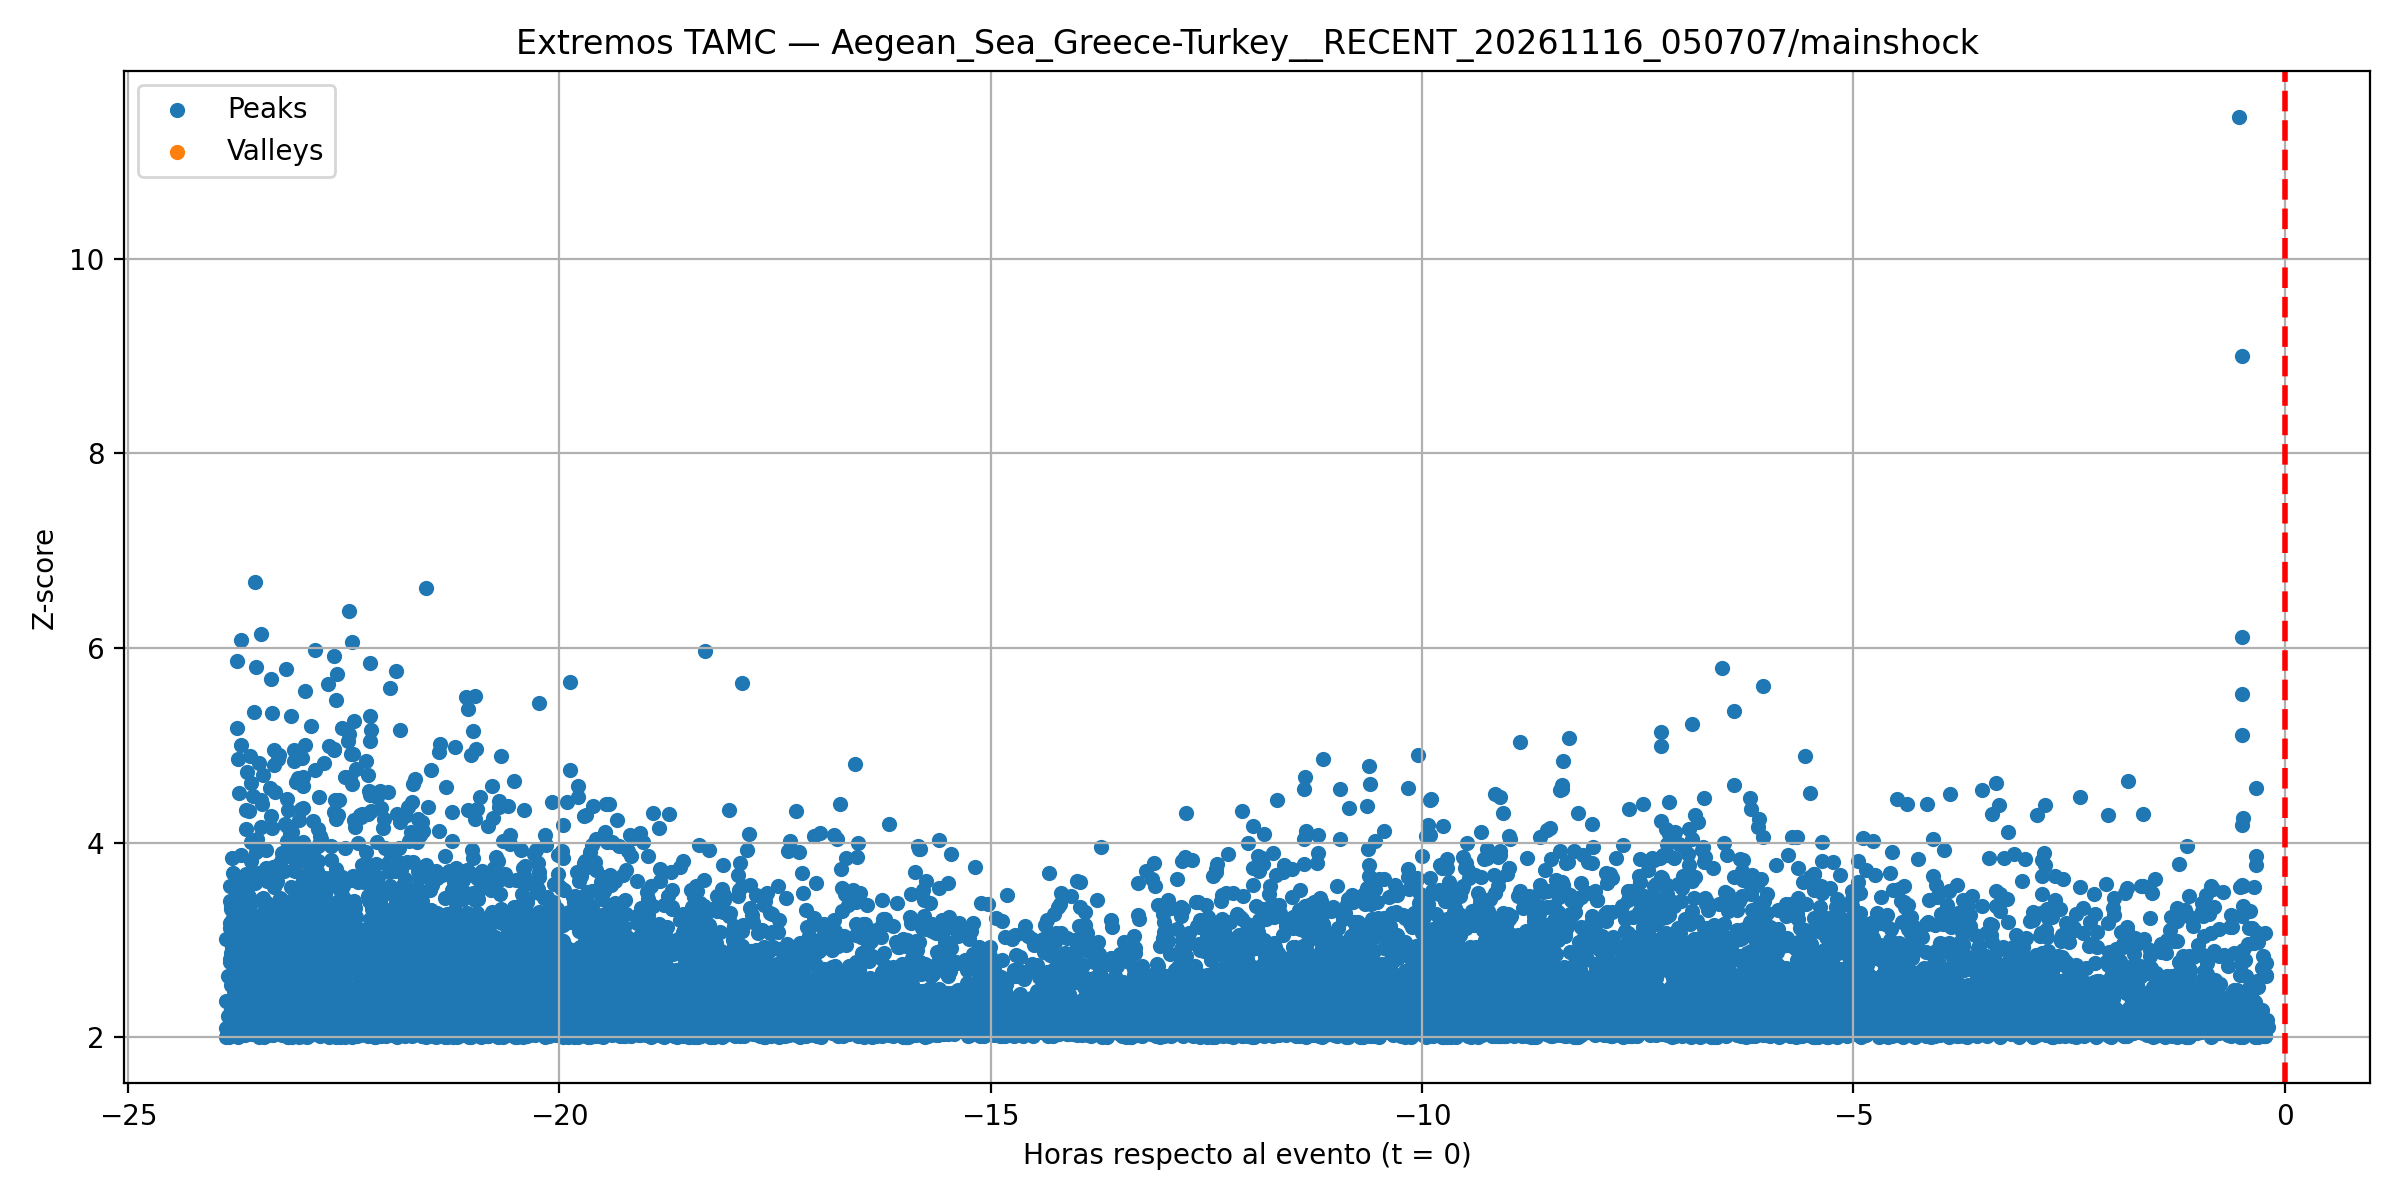 Extremos TAMC — Aegean_Sea_Greece-Turkey__RECENT_20261116_050707/mainshock
Peaks
Valleys
Z-score
10
8
6
4
2
−25 −20 −15 −10 −5 0
Horas respecto al evento (t = 0)